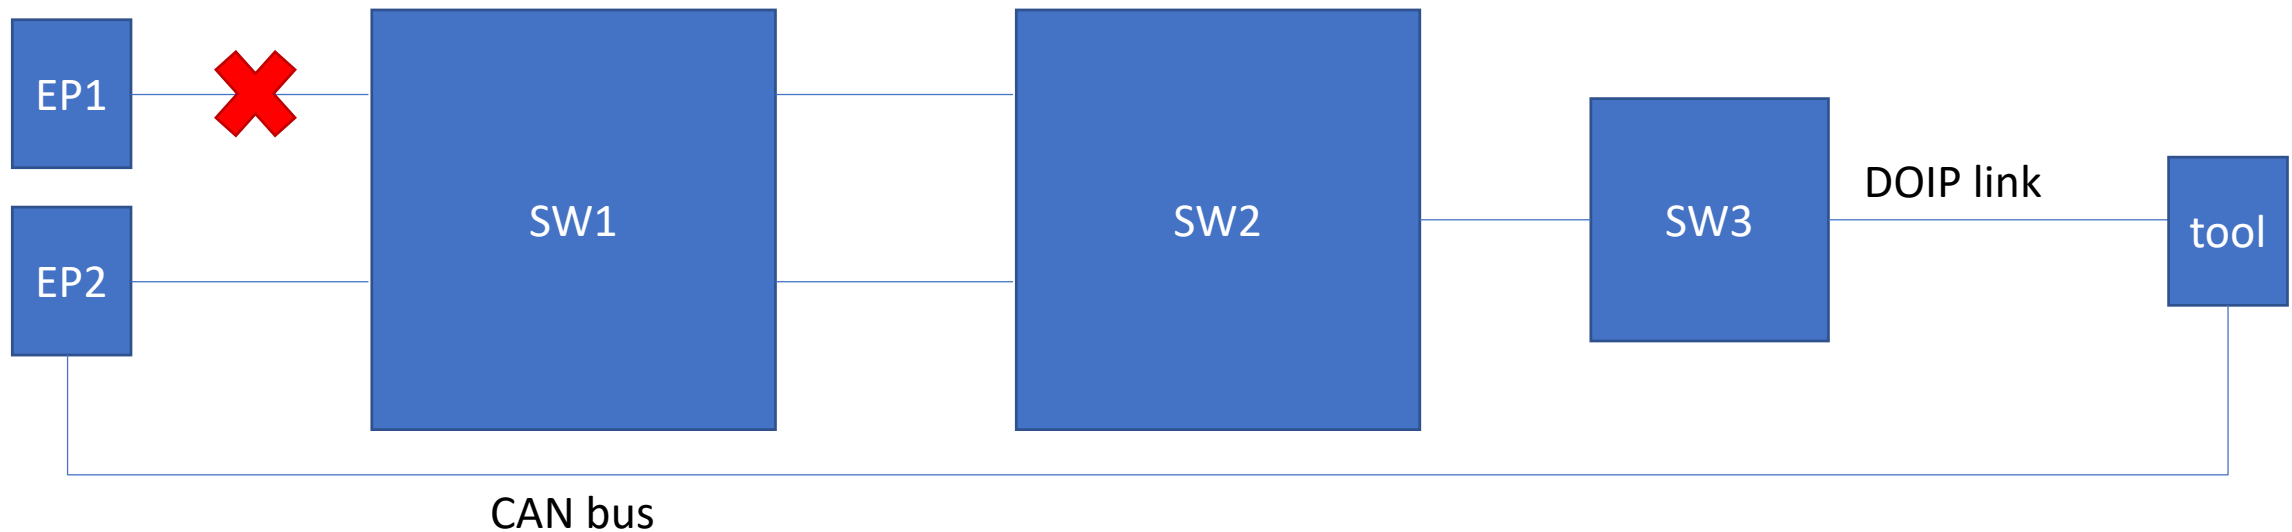 EP1
SW1
SW2
SW3
DOIP link
tool
EP2
CAN bus